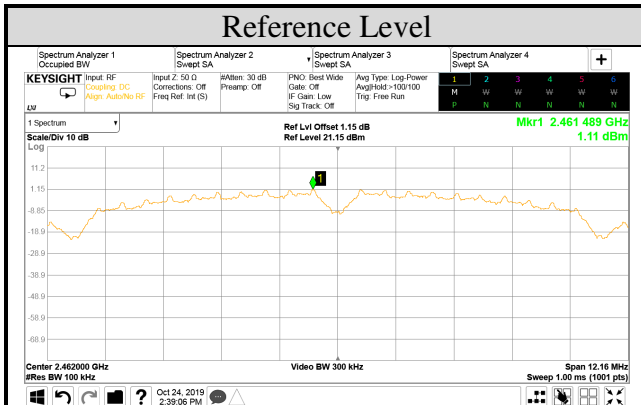 Reference Level
Spectrum Analyzer 1
Occupied BW
Spectrum Analyzer 2
Swept SA
Spectrum Analyzer 3
Swept SA
Spectrum Analyzer 4
Swept SA
+
KEYSIGHT
LXI
Input: RF
Coupling: DC
Align: Auto/No RF
Input Z: 50 Ω
Corrections: Off
Freq Ref: Int (S)
#Atten: 30 dB
Preamp: Off
PNO: Best Wide
Gate: Off
IF Gain: Low
Sig Track: Off
Avg Type: Log-Power
Avg|Hold:>100/100
Trig: Free Run
1 2 3 4 5 6
M W W W W W
P N N N N N
1 Spectrum
Scale/Div 10 dB
Log
Ref Lvl Offset 1.15 dB
Ref Level 21.15 dBm
Mkr1 2.461 489 GHz
1.11 dBm
1
11.2
1.15
-8.85
-18.9
-28.9
-38.9
-48.9
-58.9
-68.9
Center 2.462000 GHz
#Res BW 100 kHz
Video BW 300 kHz
Span 12.16 MHz
Sweep 1.00 ms (1001 pts)
?
Oct 24, 2019
2:39:06 PM